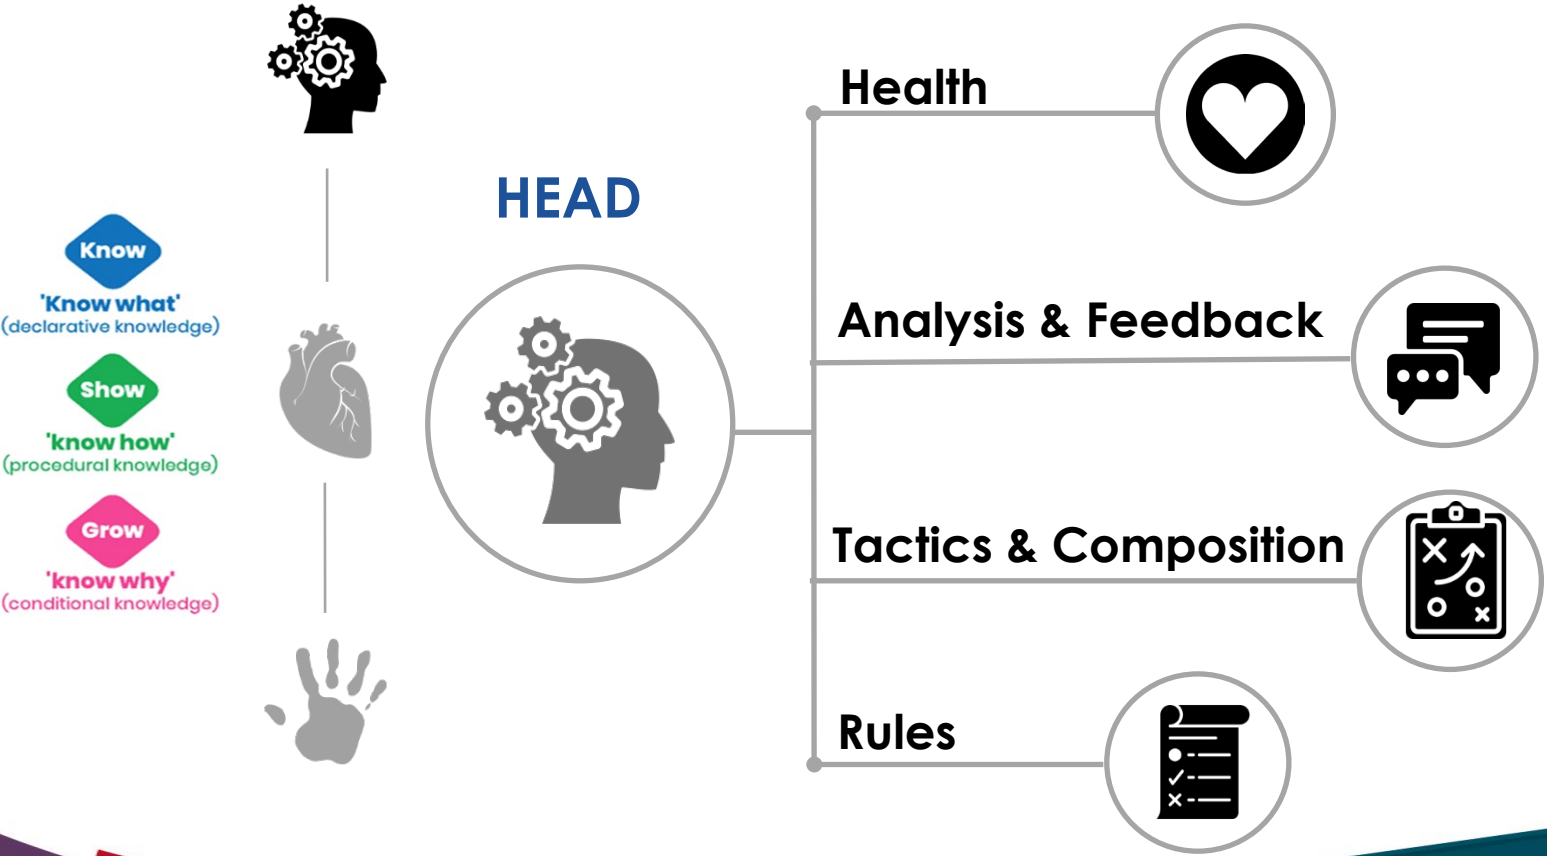 Know
'Know what'
(declarative knowledge)
Show
'know how'
(procedural knowledge)
Grow
'know why'
(conditional knowledge)
HEAD
Health
Analysis & Feedback
Tactics & Composition
Rules